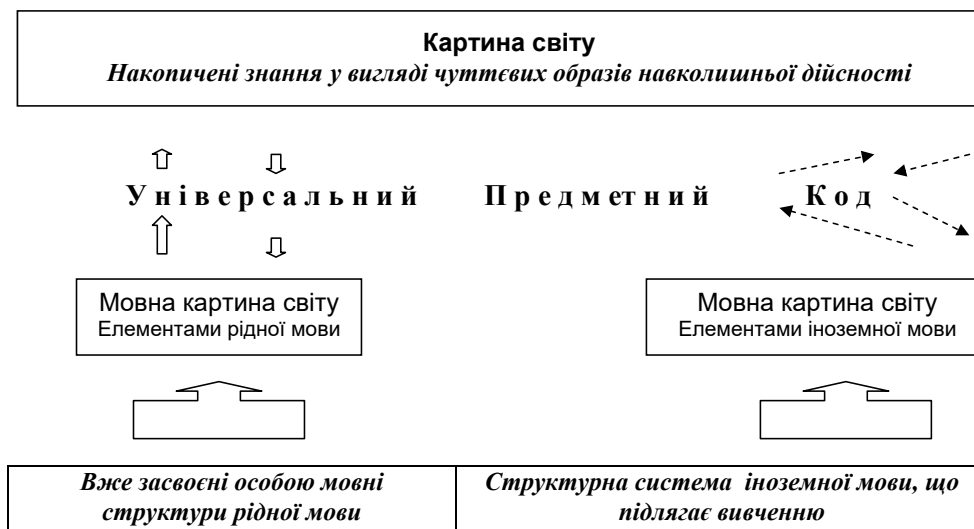 Картина світу
Накопичені знання у вигляді чуттєвих образів навколишньої дійсності
Універсальний Предметний Код
Мовна картина світу
Елементами рідної мови
Мовна картина світу
Елементами іноземної мови
Вже засвоєні особою мовні
структури рідної мови
Структурна система іноземної мови, що
підлягає вивченню